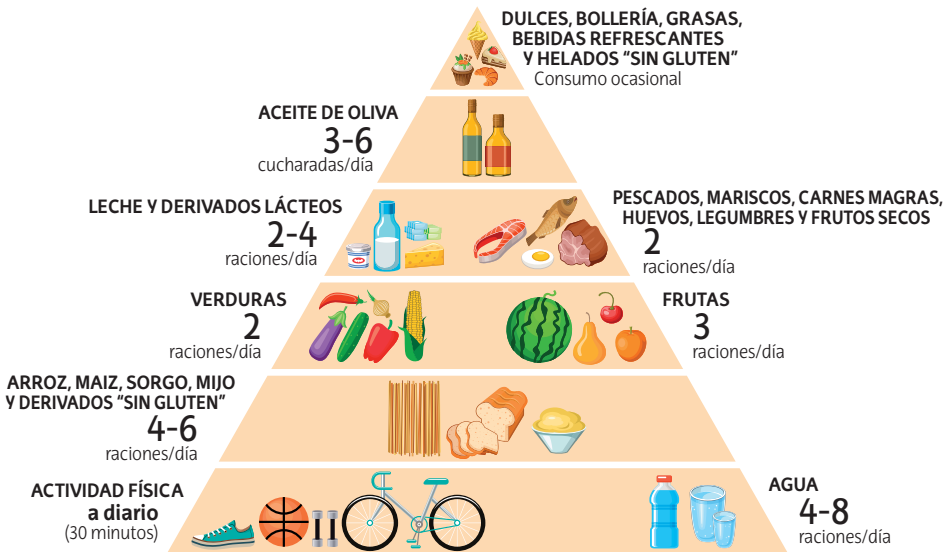 DULCES, BOLLERÍA, GRASAS,
BEBIDAS REFRESCANTES
Y HELADOS “SIN GLUTEN”
Consumo ocasional
ACEITE DE OLIVA
3-6
cucharadas/día
LECHE Y DERIVADOS LÁCTEOS
2-4
raciones/día
PESCADOS, MARISCOS, CARNES MAGRAS,
HUEVOS, LEGUMBRES Y FRUTOS SECOS
2
raciones/día
VERDURAS
2
raciones/día
FRUTAS
3
raciones/día
ARROZ, MAIZ, SORGO, MIJO
Y DERIVADOS “SIN GLUTEN”
4-6
raciones/día
ACTIVIDAD FÍSICA
a diario
(30 minutos)
AGUA
4-8
raciones/día